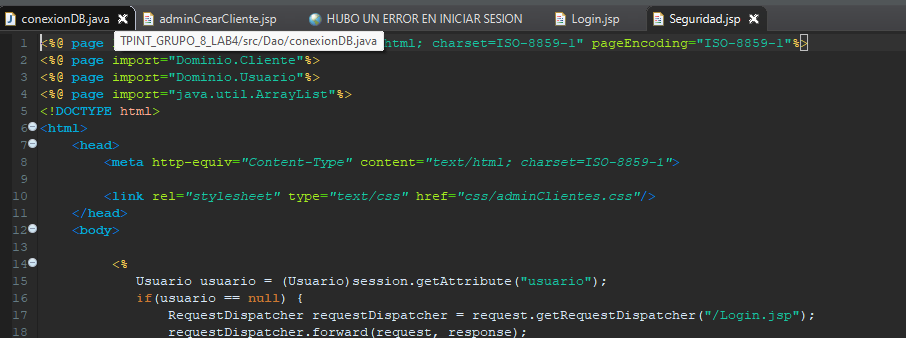 conexionDB.java adminCrearCliente.jsp HUBO UN ERROR EN INICIAR SESION Login.jsp Seguridad.jsp
TPINT_GRUPO_8_LAB4/src/Dao/conexionDB.java
1 <%@ page html; charset=ISO-8859-1" pageEncoding="ISO-8859-1"%>
2 <%@ page import="Dominio.Cliente"%>
3 <%@ page import="Dominio.Usuario"%>
4 <%@ page import="java.util.ArrayList"%>
5 <!DOCTYPE html>
6 <html>
7 <head>
8 <meta http-equiv="Content-Type" content="text/html; charset=ISO-8859-1">
9
10 <link rel="stylesheet" type="text/css" href="css/adminClientes.css"/>
11 </head>
12 <body>
13
14 <%
15 Usuario usuario = (Usuario)session.getAttribute("usuario");
16 if(usuario == null) {
17 RequestDispatcher requestDispatcher = request.getRequestDispatcher("/Login.jsp");
18 requestDispatcher.forward(request, response);